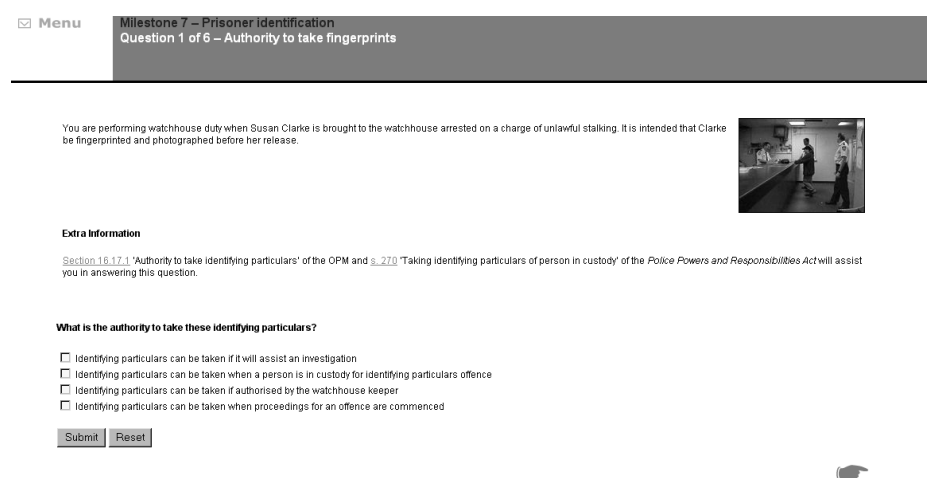 Menu
Milestone 7 – Prisoner identification
Question 1 of 6 – Authority to take fingerprints
You are performing watchhouse duty when Susan Clarke is brought to the watchhouse arrested on a charge of unlawful stalking. It is intended that Clarke
be fingerprinted and photographed before her release.
Extra Information
Section 16.17.1 'Authority to take identifying particulars' of the OPM and s. 270 'Taking identifying particulars of person in custody' of the Police Powers and Responsibilities Act will assist
you in answering this question.
What is the authority to take these identifying particulars?
Identifying particulars can be taken if it will assist an investigation
Identifying particulars can be taken when a person is in custody for identifying particulars offence
Identifying particulars can be taken if authorised by the watchhouse keeper
Identifying particulars can be taken when proceedings for an offence are commenced
Submit Reset